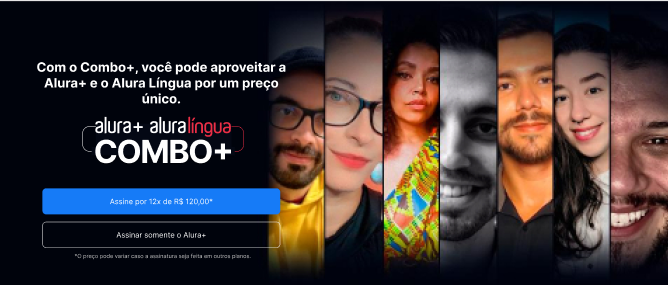 Com o Combo+, você pode aproveitar a
Alura+ e o Alura Língua por um preço
único.
alura+ aluralíngua
COMBO+
Assine por 12x de R$ 120,00*
Assinar somente o Alura+
*O preço pode variar caso a assinatura seja feita em outros planos.